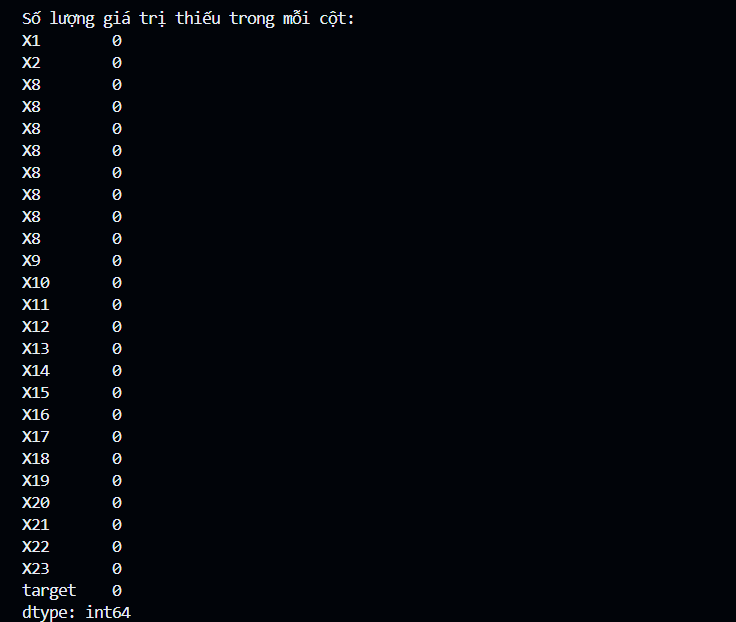 Số lượng giá trị thiếu trong mỗi cột:
X1 0
X2 0
X8 0
X8 0
X8 0
X8 0
X8 0
X8 0
X8 0
X8 0
X9 0
X10 0
X11 0
X12 0
X13 0
X14 0
X15 0
X16 0
X17 0
X18 0
X19 0
X20 0
X21 0
X22 0
X23 0
target 0
dtype: int64